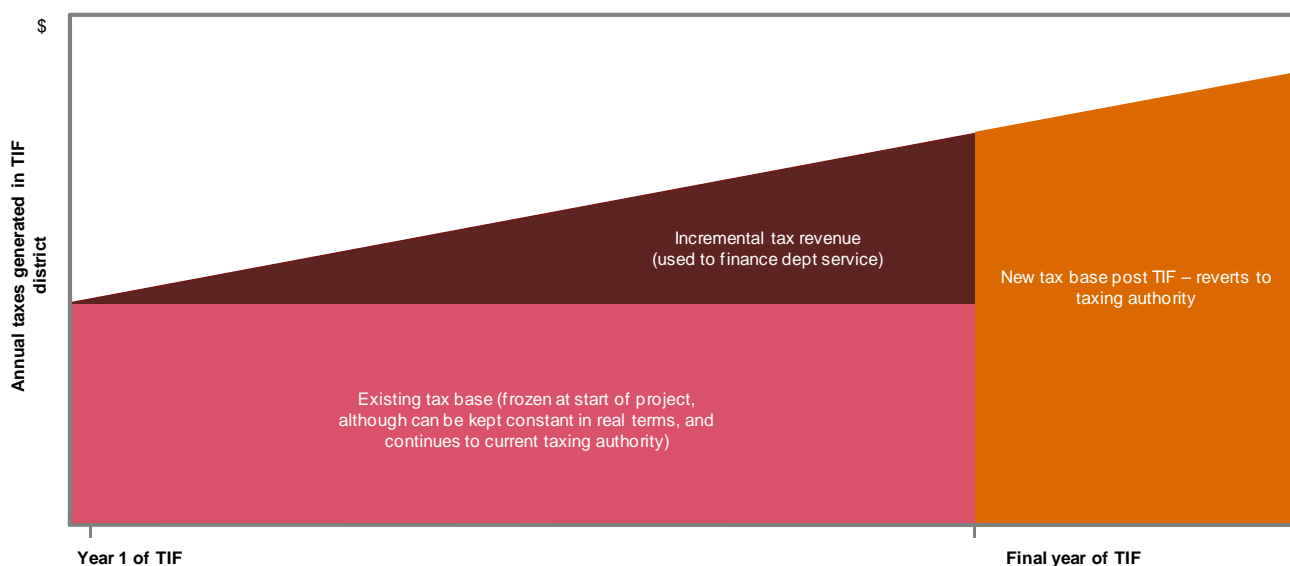 $
Annual taxes generated in TIF
district
Incremental tax revenue
(used to finance dept service)
New tax base post TIF – reverts to
taxing authority
Existing tax base (frozen at start of project,
although can be kept constant in real terms, and
continues to current taxing authority)
Year 1 of TIF
Final year of TIF